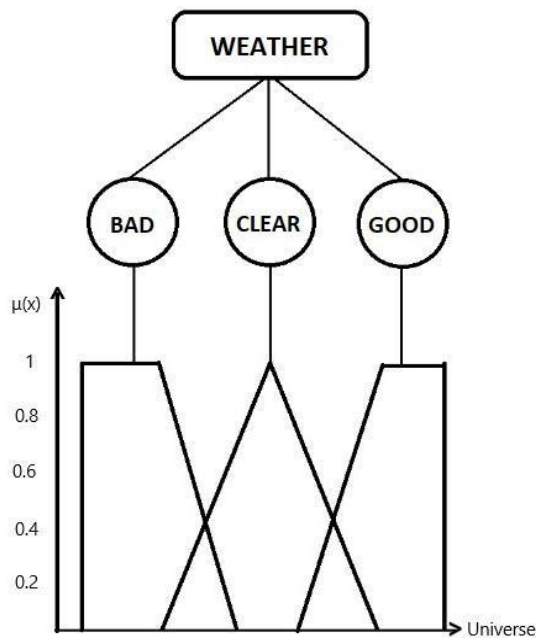 WEATHER
BAD
CLEAR
GOOD
μ(x)
1
0.8
0.6
0.4
0.2
Universe